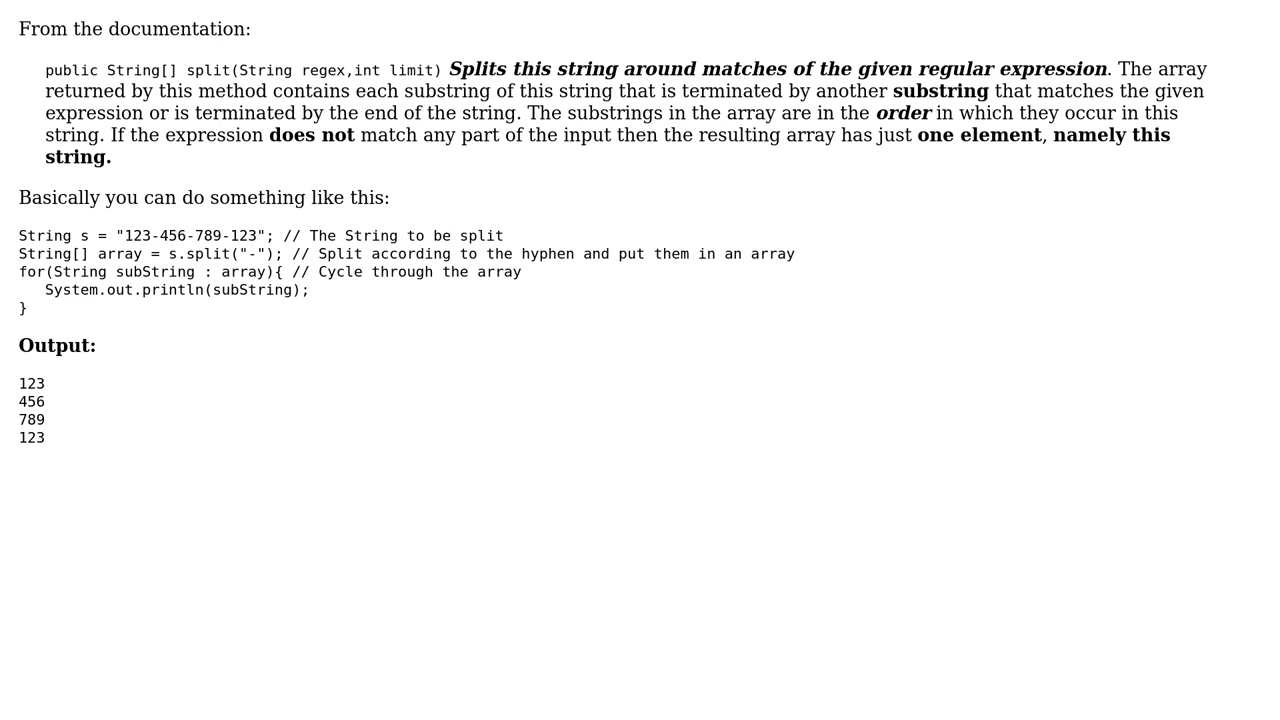 From the documentation:
public String[] split(String regex,int limit) Splits this string around matches of the given regular expression. The array
returned by this method contains each substring of this string that is terminated by another substring that matches the given
expression or is terminated by the end of the string. The substrings in the array are in the order in which they occur in this
string. If the expression does not match any part of the input then the resulting array has just one element, namely this
string.
Basically you can do something like this:
String s = "123-456-789-123"; // The String to be split
String[] array = s.split("-"); // Split according to the hyphen and put them in an array
for(String subString : array){ // Cycle through the array
   System.out.println(subString);
}
Output:
123
456
789
123